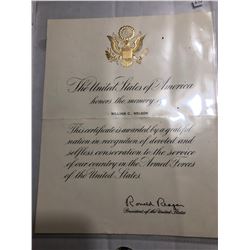 The United States of America
honors the memory of
WILLIAM C. NELSON
This certificate is awarded by a grateful
nation in recognition of devoted and
selfless consecration to the service
of our country in the Armed Forces
of the United States.
Ronald Reagan
President of the United States